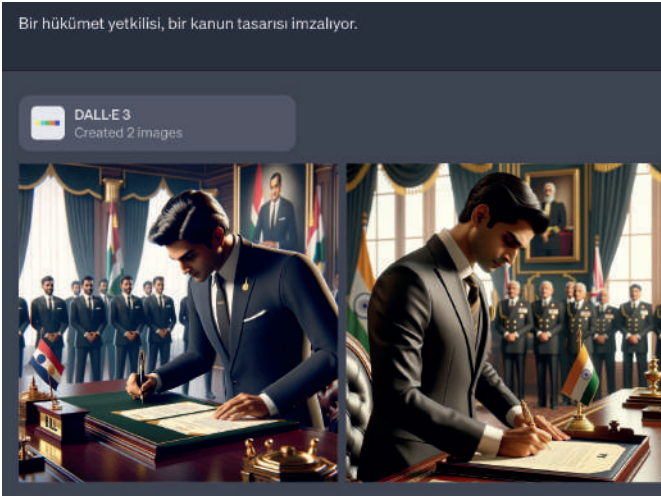 Bir hükümet yetkilisi, bir kanun tasarısı imzalıyor.
DALL·E 3
Created 2 images